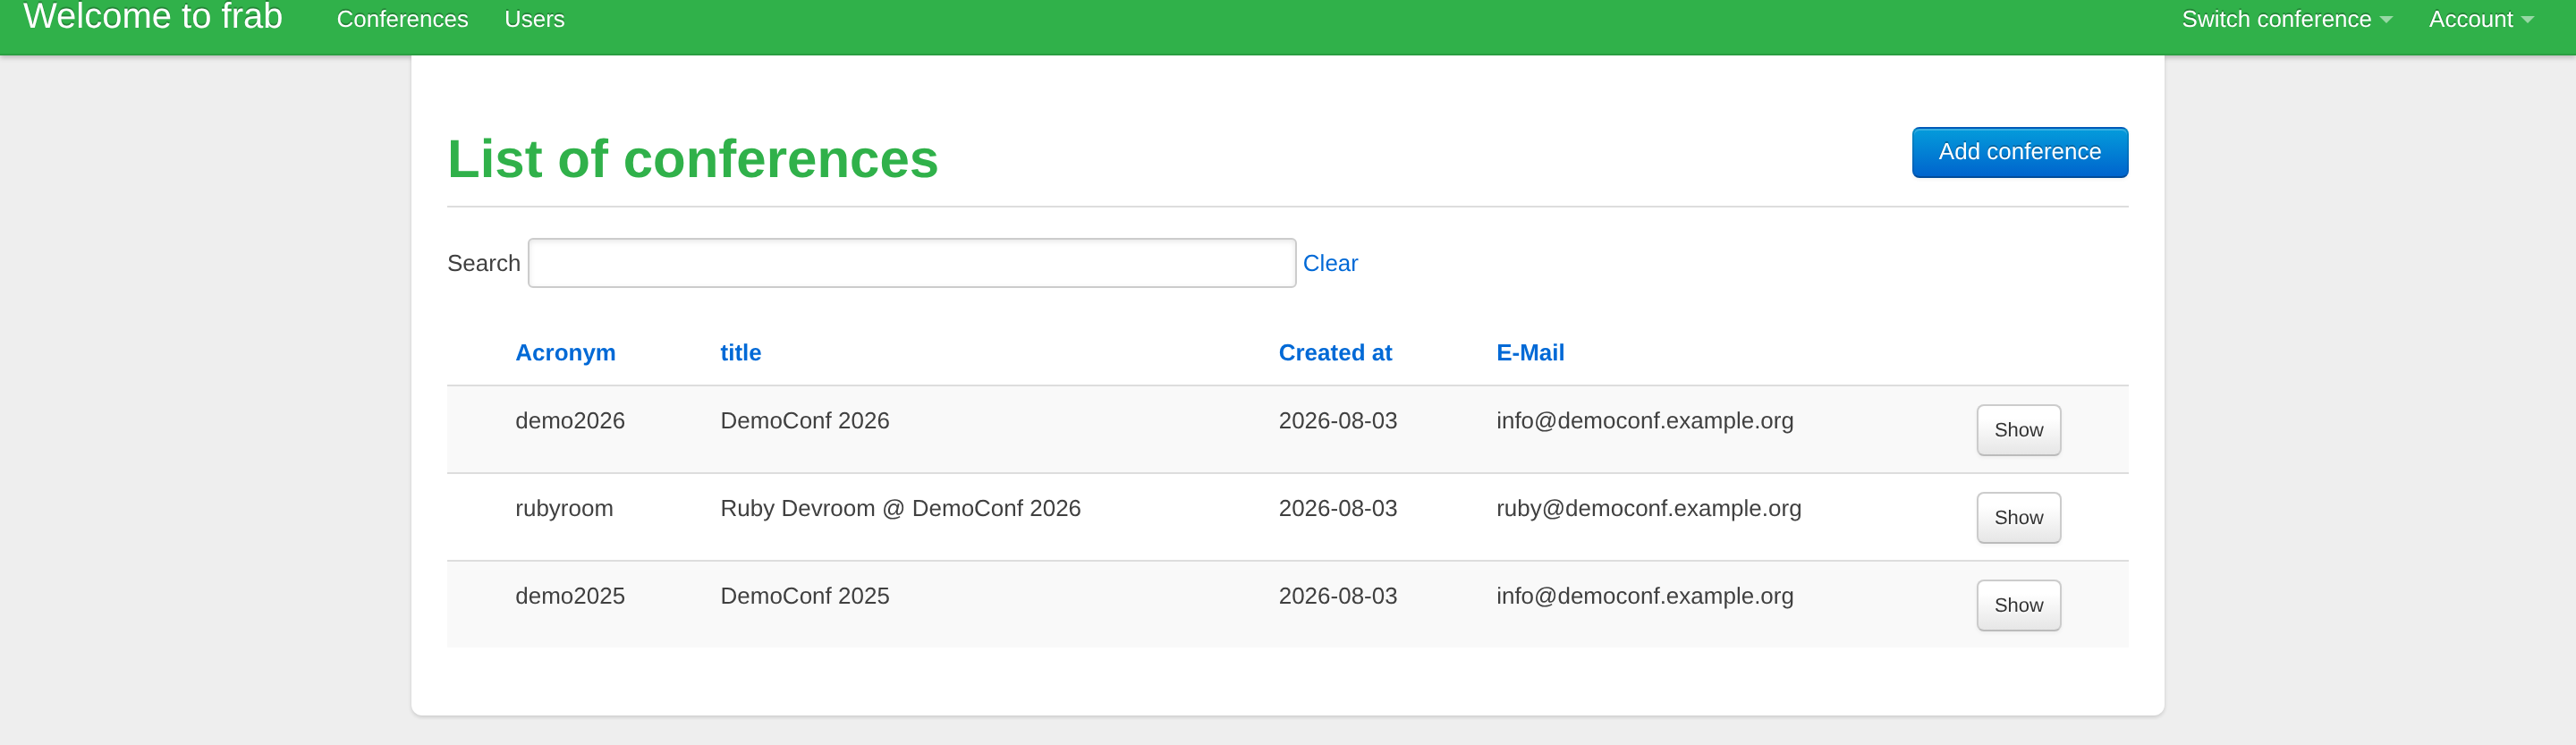 Welcome to frab Conferences Users Switch conference Account
List of conferences Add conference
Search Clear
Acronym title Created at E-Mail
demo2026 DemoConf 2026 2026-08-03 info@democonf.example.org Show
rubyroom Ruby Devroom @ DemoConf 2026 2026-08-03 ruby@democonf.example.org Show
demo2025 DemoConf 2025 2026-08-03 info@democonf.example.org Show